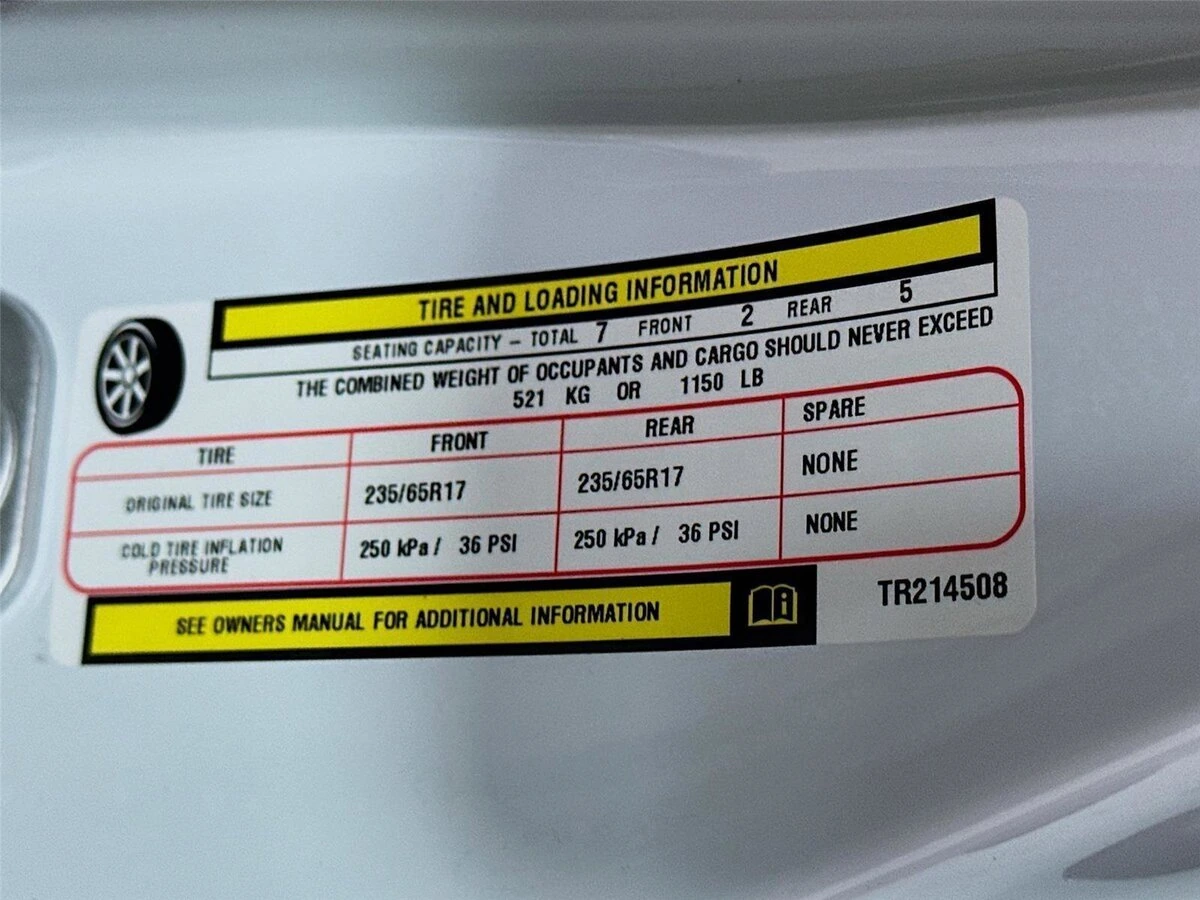 TIRE AND LOADING INFORMATION
SEATING CAPACITY – TOTAL 7 FRONT 2 REAR 5
THE COMBINED WEIGHT OF OCCUPANTS AND CARGO SHOULD NEVER EXCEED
521 KG OR 1150 LB
TIRE FRONT REAR SPARE
ORIGINAL TIRE SIZE 235/65R17 235/65R17 NONE
COLD TIRE INFLATION
PRESSURE 250 kPa / 36 PSI 250 kPa / 36 PSI NONE
SEE OWNERS MANUAL FOR ADDITIONAL INFORMATION
TR214508